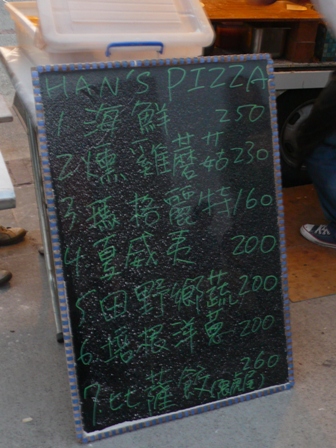 HAN'S PIZZA
1 海鮮 250
2 燻雞蘑菇 230
3 瑪格麗特 160
4 夏威夷 200
5 田野鄉蔬 200
6 培根洋蔥 200
7 比薩餃 260